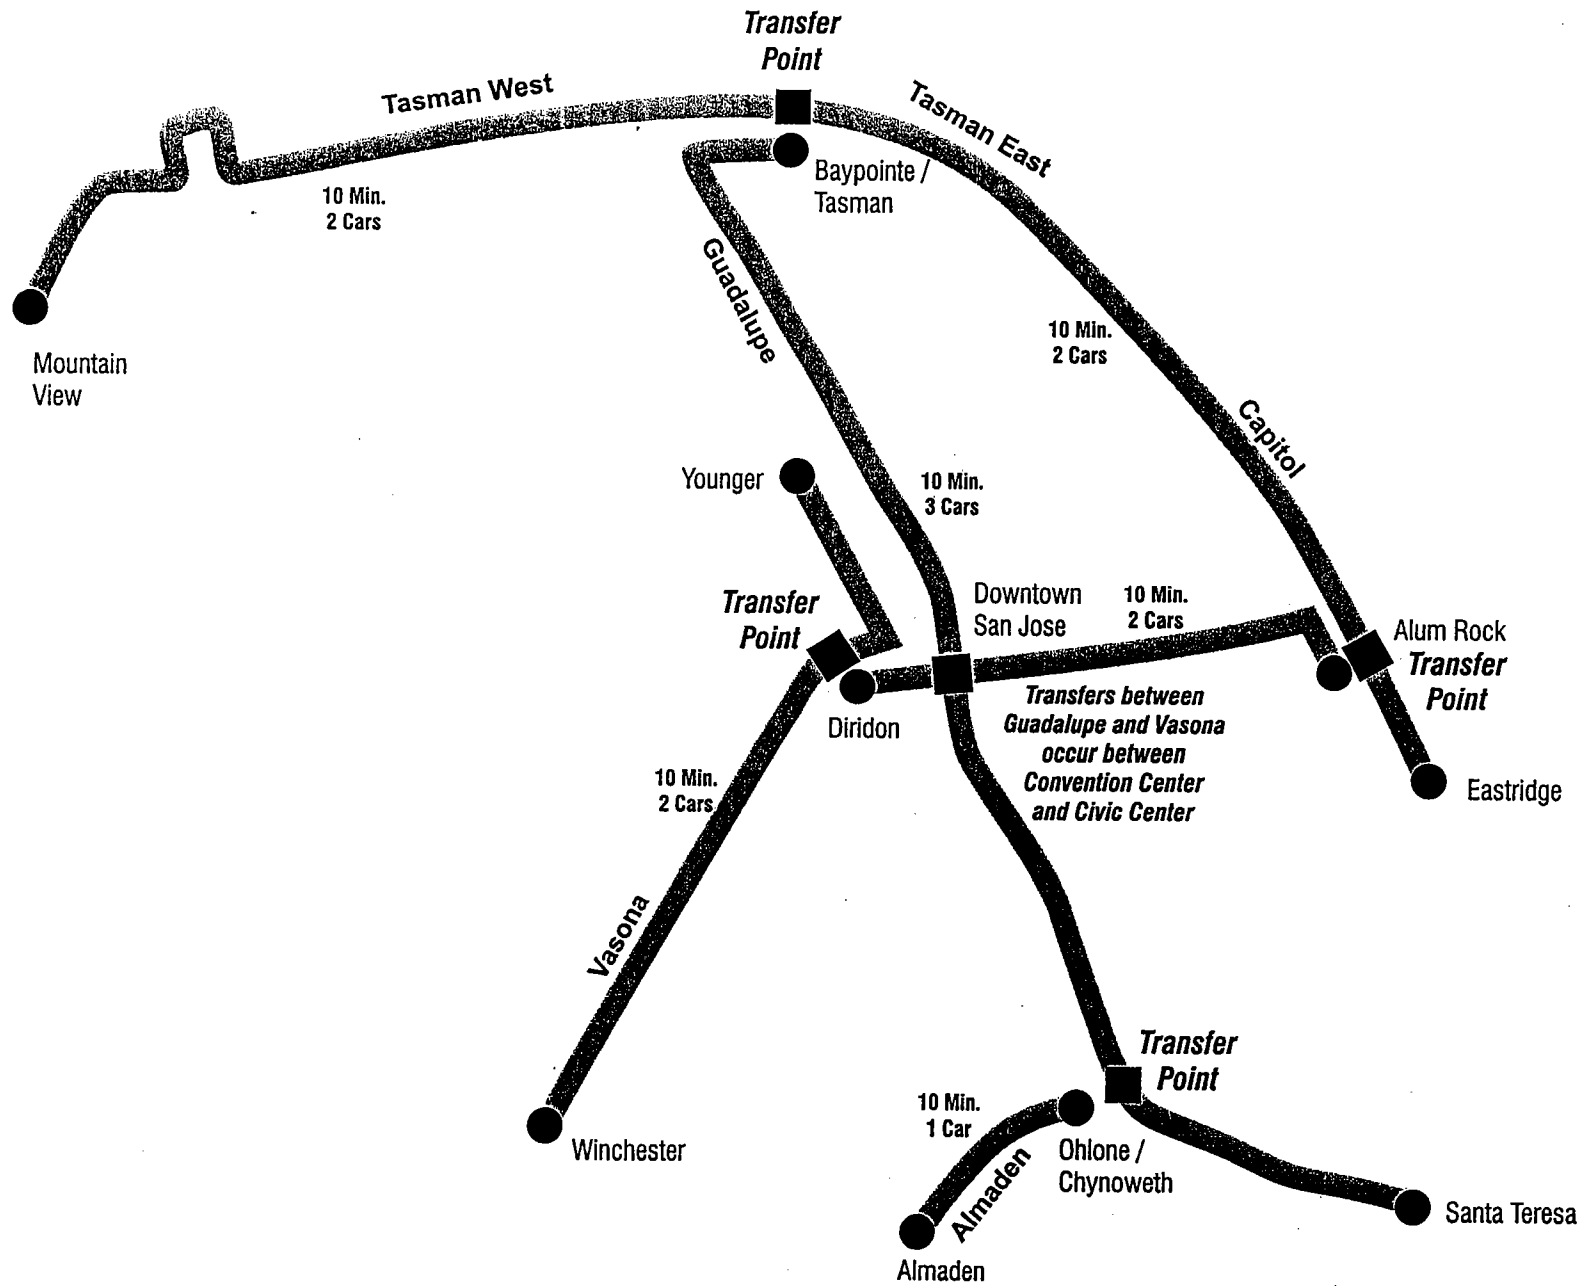 Transfer
Point
Tasman West
Tasman East
Baypointe /
Tasman
10 Min.
2 Cars
Guadalupe
Mountain
View
10 Min.
2 Cars
Capitol
Younger
10 Min.
3 Cars
Transfer
Point
Downtown
San Jose
10 Min.
2 Cars
Alum Rock
Transfer
Point
Diridon
Transfers between
Guadalupe and Vasona
occur between
Convention Center
and Civic Center
10 Min.
2 Cars
Eastridge
Vasona
Transfer
Point
10 Min.
1 Car
Winchester
Ohlone /
Chynoweth
Almaden
Santa Teresa
Almaden